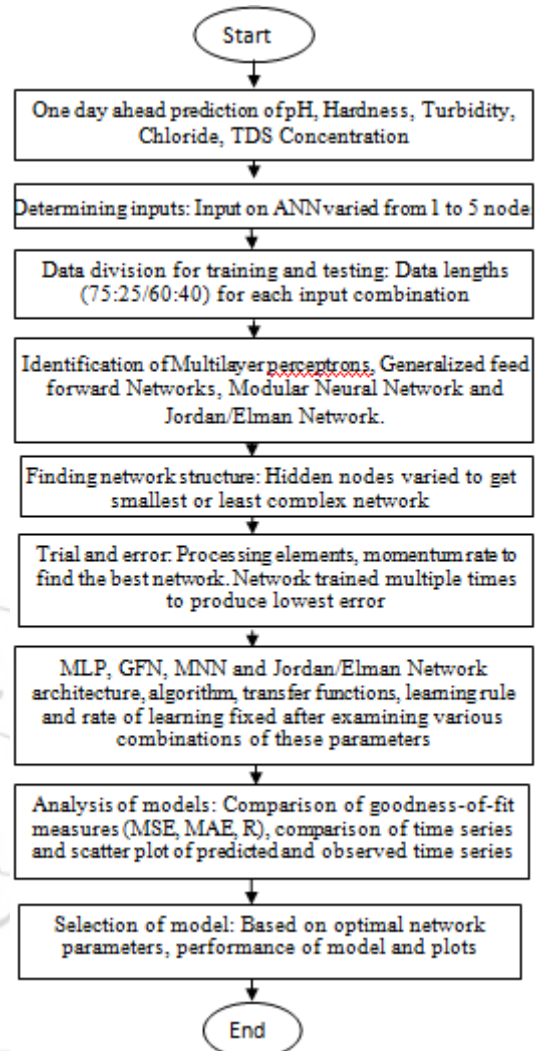 Start
One day ahead prediction of pH, Hardness, Turbidity,
Chloride, TDS Concentration
Determining inputs: Input on ANN varied from 1 to 5 node
Data division for training and testing: Data lengths
(75:25/60:40) for each input combination
Identification of Multilayer perceptrons, Generalized feed
forward Networks, Modular Neural Network and
Jordan/Elman Network.
Finding network structure: Hidden nodes varied to get
smallest or least complex network
Trial and error: Processing elements, momentum rate to
find the best network. Network trained multiple times
to produce lowest error
MLP, GFN, MNN and Jordan/Elman Network
architecture, algorithm, transfer functions, learning rule
and rate of learning fixed after examining various
combinations of these parameters
Analysis of models: Comparison of goodness-of-fit
measures (MSE, MAE, R), comparison of time series
and scatter plot of predicted and observed time series
Selection of model: Based on optimal network
parameters, performance of model and plots
End